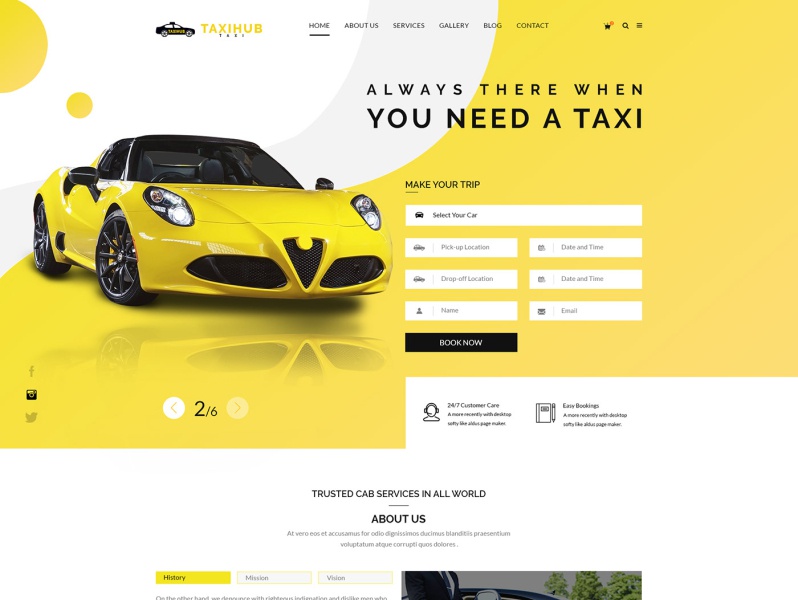 TAXIHUB
TAXIHUB
TAXI
HOME
ABOUT US
SERVICES
GALLERY
BLOG
CONTACT
ALWAYS THERE WHEN
YOU NEED A TAXI
MAKE YOUR TRIP
Select Your Car
Pick-up Location
Date and Time
Drop-off Location
Date and Time
Name
Email
BOOK NOW
2/6
24/7 Customer Care
A more recently with desktop
softy like aldus page maker.
Easy Bookings
A more recently with desktop
softy like aldus page maker.
TRUSTED CAB SERVICES IN ALL WORLD
ABOUT US
At vero eos et accusamus for odio dignissimos ducimus blanditiis praesentium
voluptatum atque corrupti quos dolores .
History
Mission
Vision
On the other hand, we denounce with righteous indignation and dislike men who